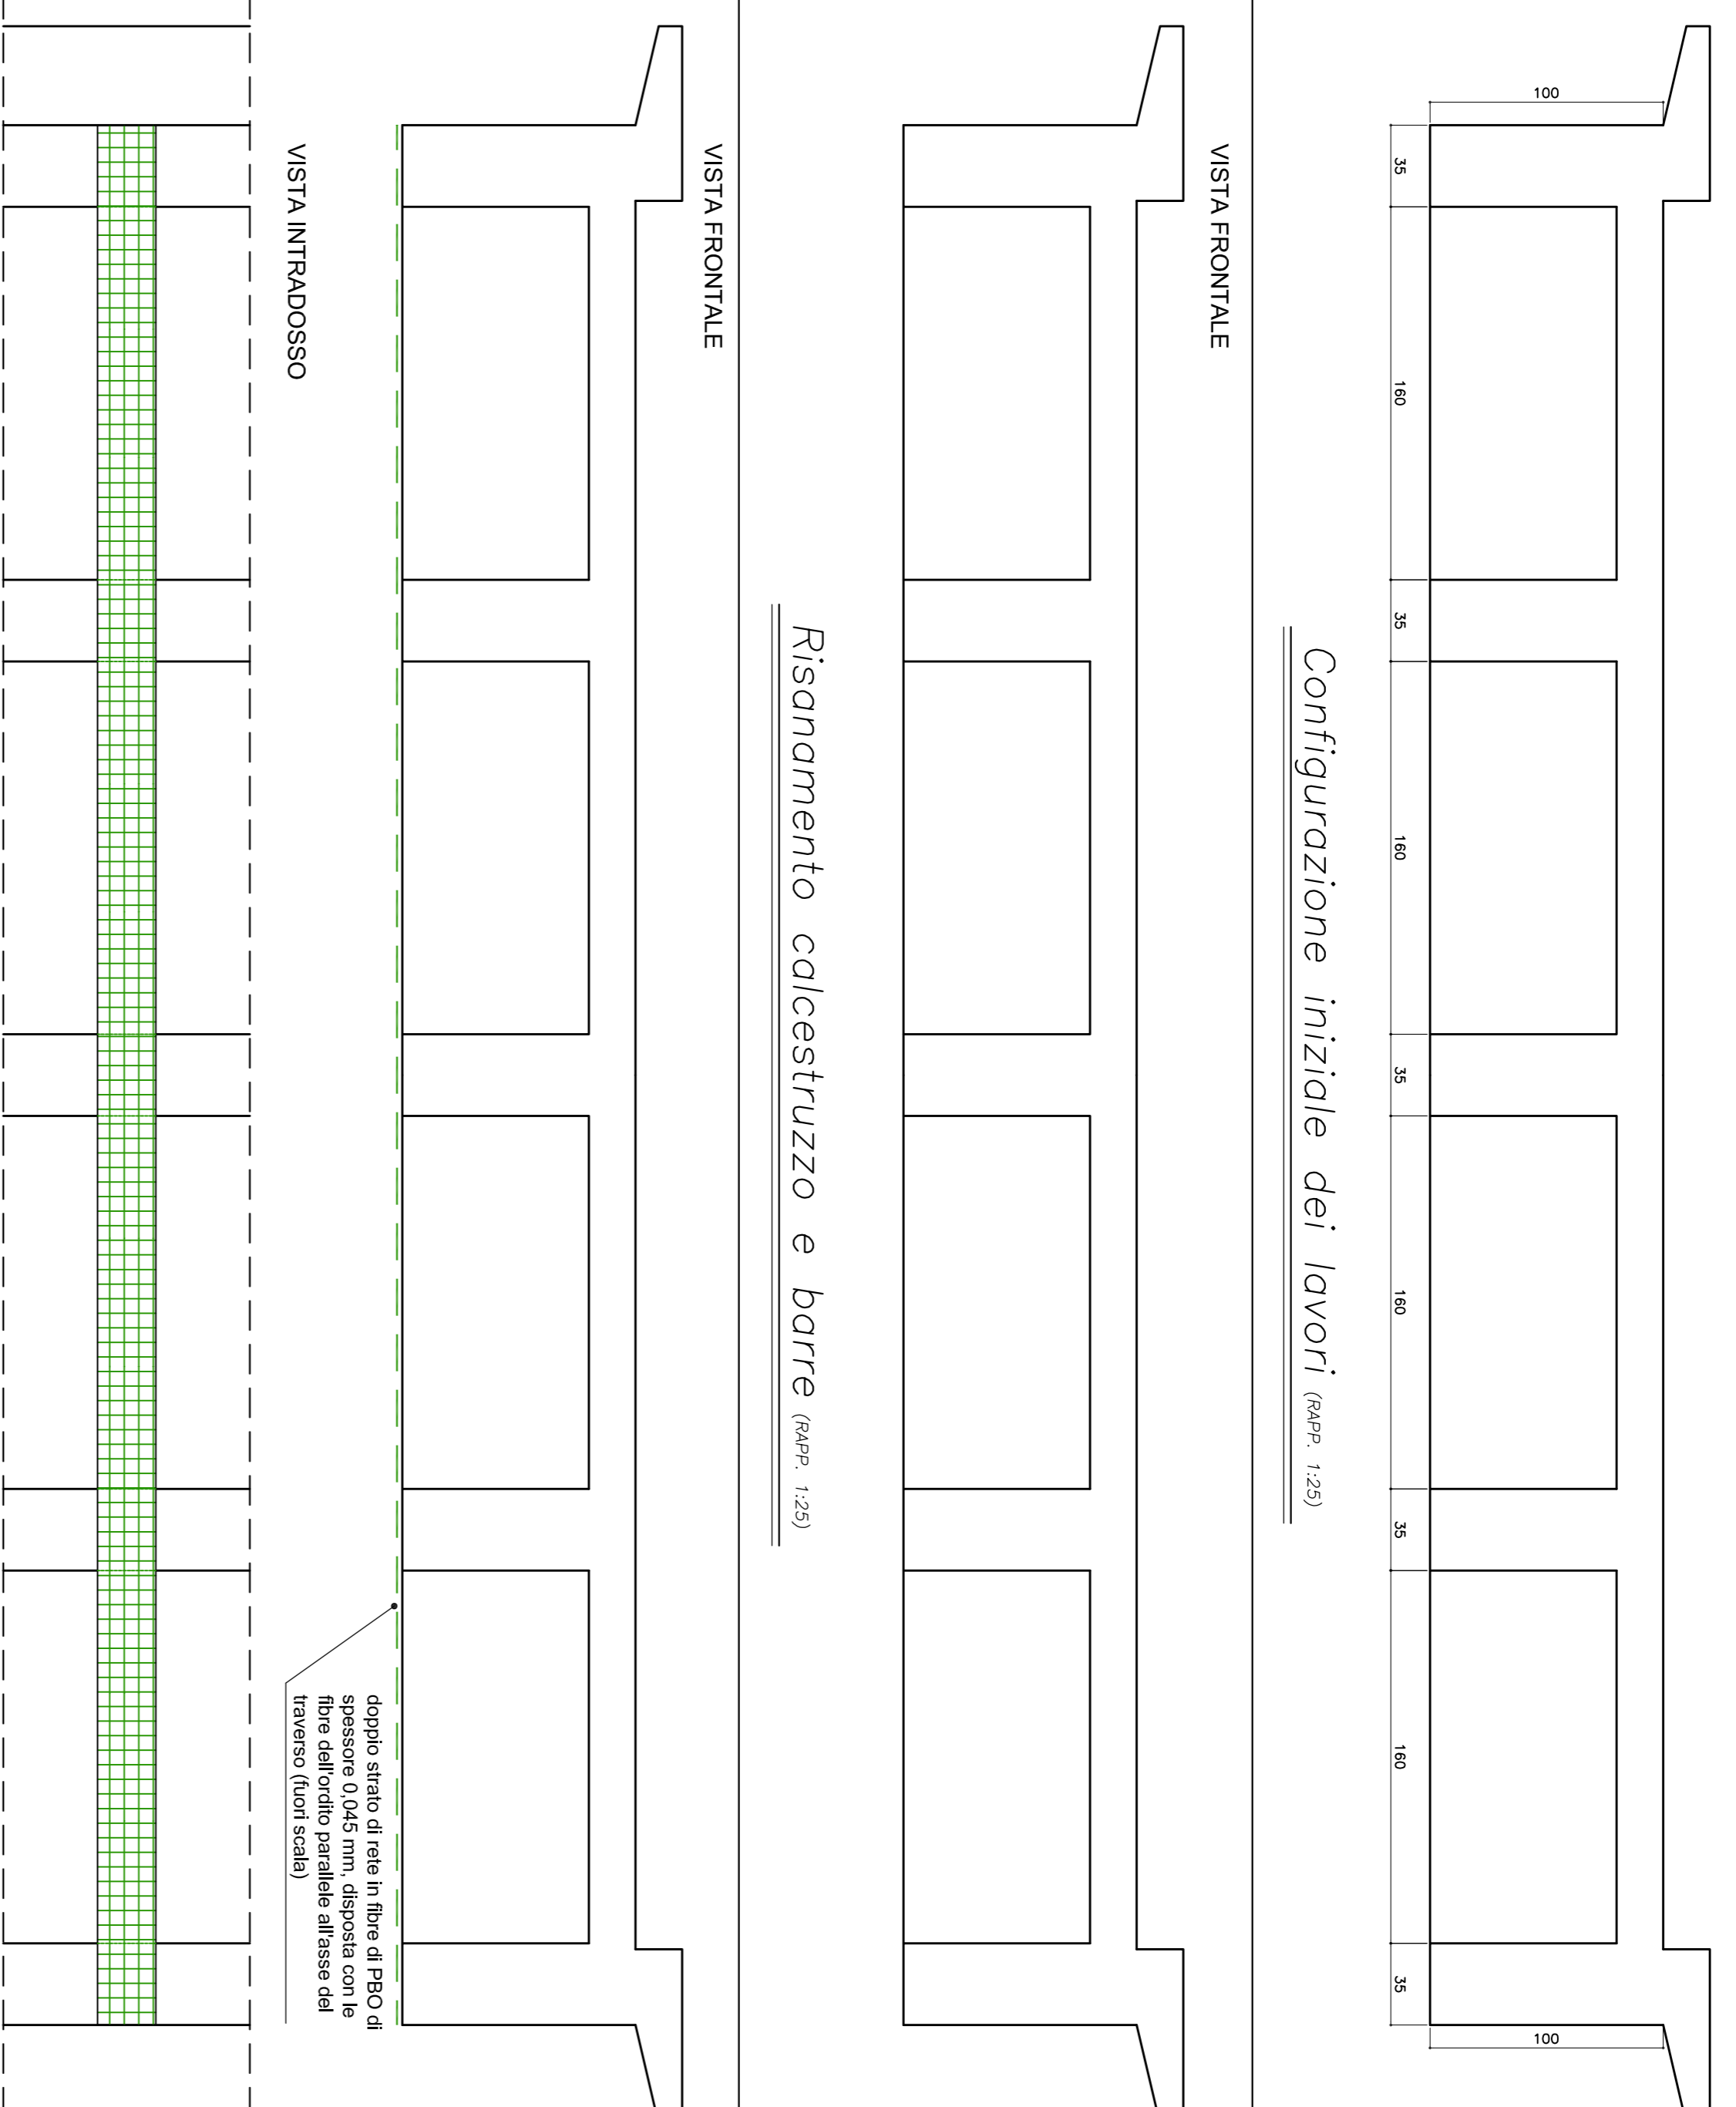 100
35
160
35
160
35
160
35
160
35
100
Configurazione iniziale dei lavori (RAPP. 1:25)
VISTA FRONTALE
Risanamento calcestruzzo e barre (RAPP. 1:25)
VISTA FRONTALE
doppio strato di rete in fibre di PBO di
spessore 0,045 mm, disposta con le
fibre dell'ordito parallele all'asse del
traverso (fuori scala)
VISTA INTRADOSSO